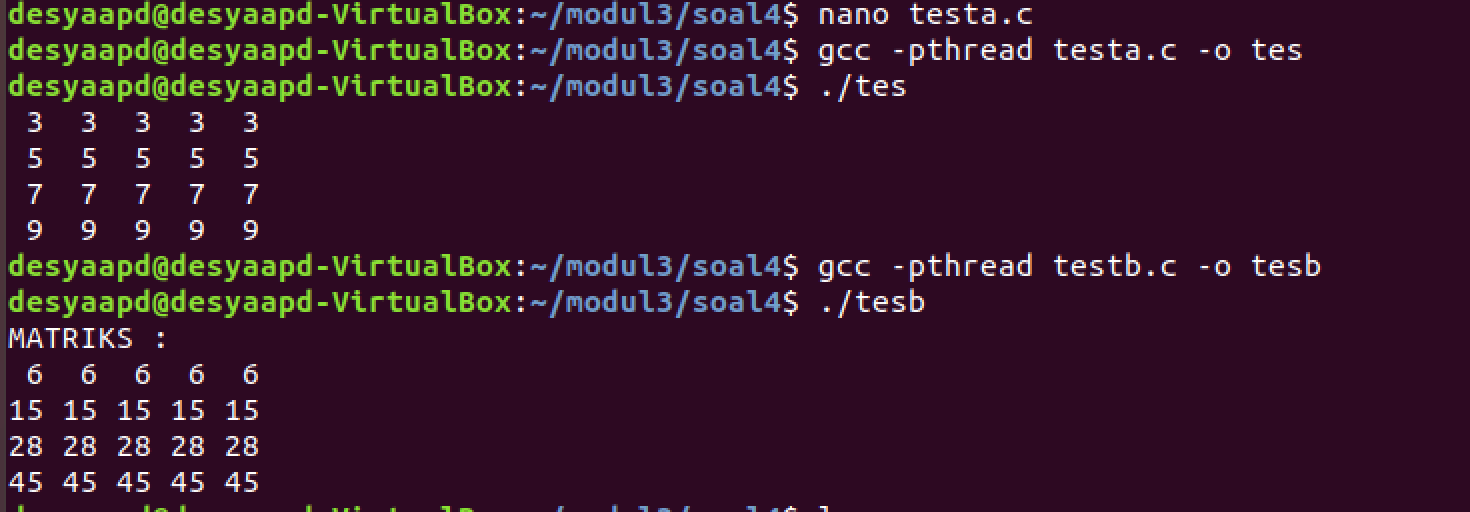 desyaapd@desyaapd-VirtualBox:~/modul3/soal4$ nano testa.c
desyaapd@desyaapd-VirtualBox:~/modul3/soal4$ gcc -pthread testa.c -o tes
desyaapd@desyaapd-VirtualBox:~/modul3/soal4$ ./tes
 3  3  3  3  3
 5  5  5  5  5
 7  7  7  7  7
 9  9  9  9  9
desyaapd@desyaapd-VirtualBox:~/modul3/soal4$ gcc -pthread testb.c -o tesb
desyaapd@desyaapd-VirtualBox:~/modul3/soal4$ ./tesb
MATRIKS :
 6  6  6  6  6
15 15 15 15 15
28 28 28 28 28
45 45 45 45 45